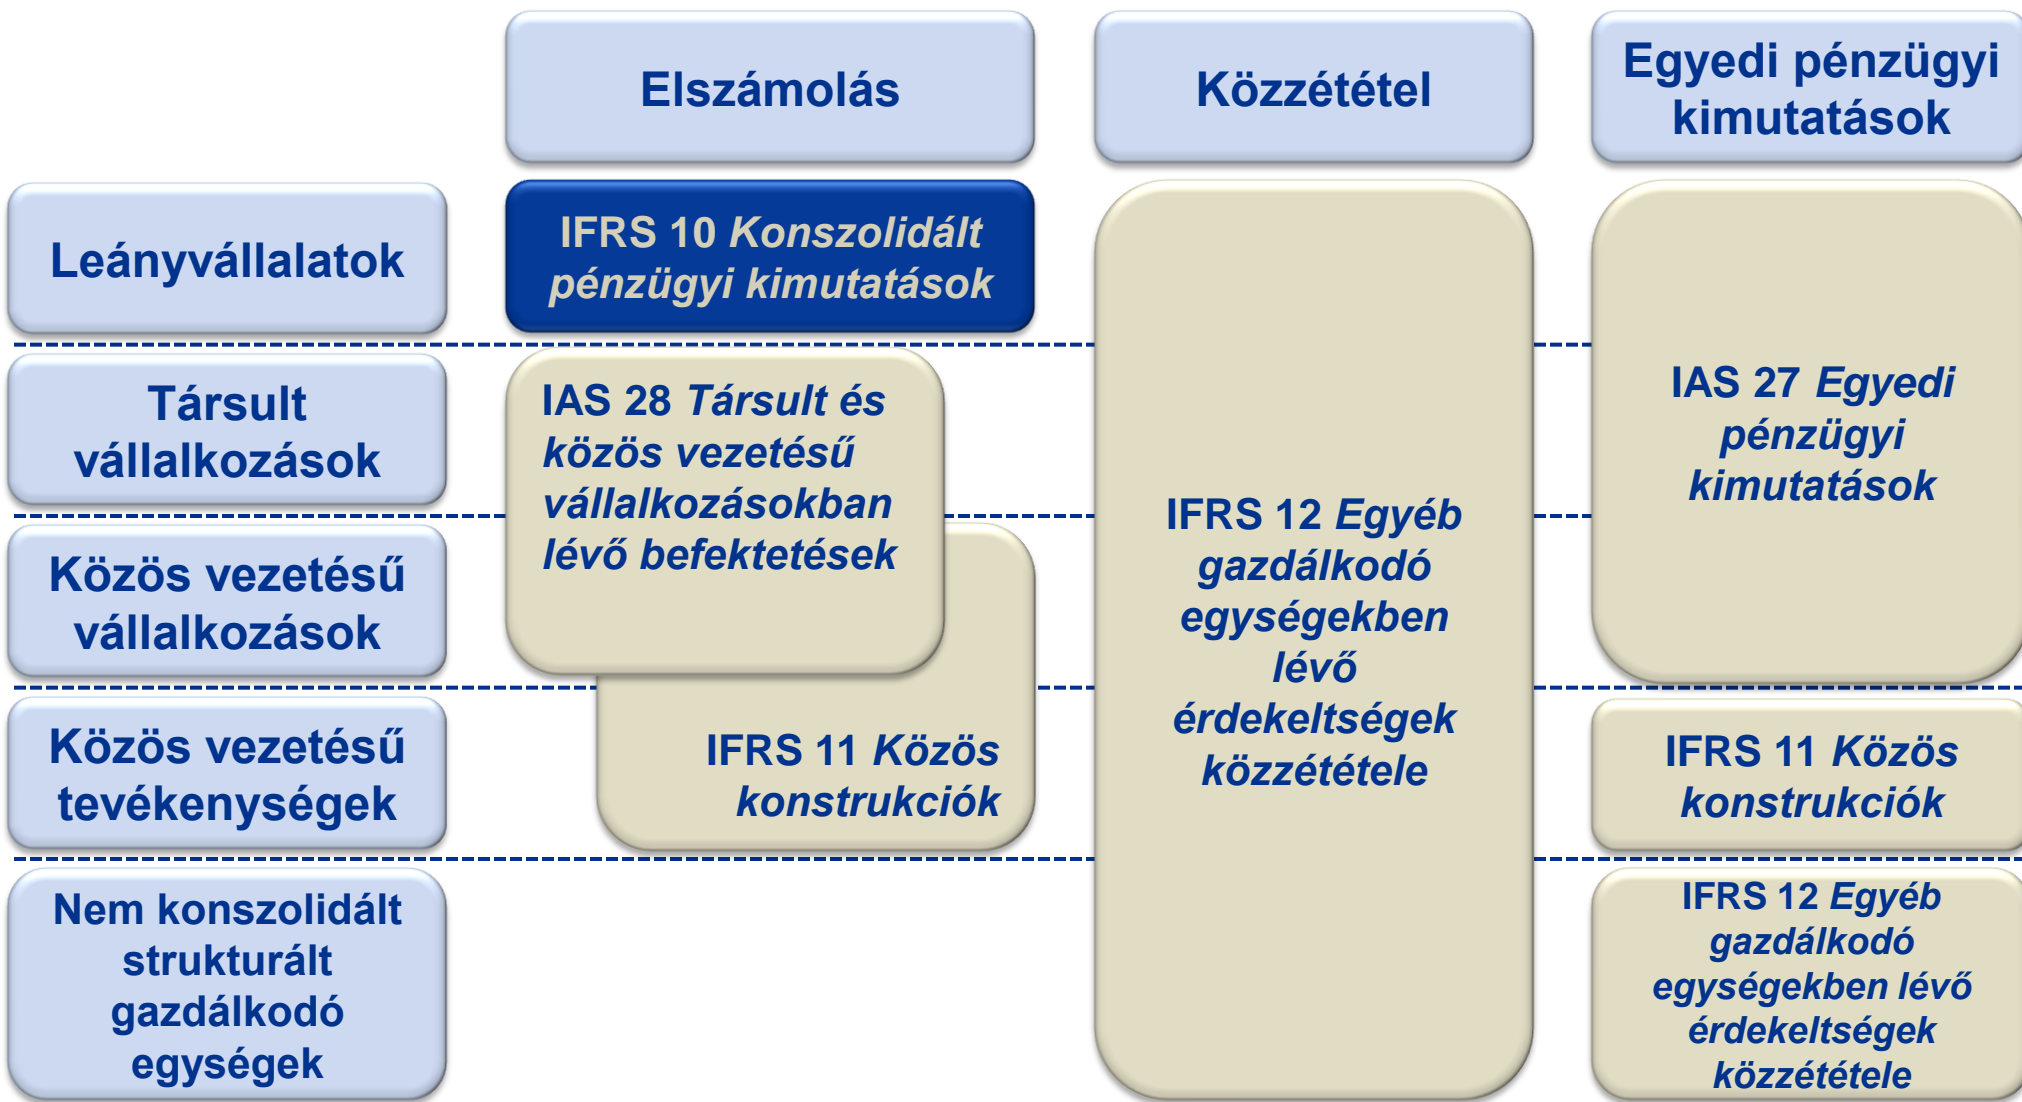 Elszámolás
Közzététel
Egyedi pénzügyi
kimutatások
Leányvállalatok
IFRS 10 Konszolidált
pénzügyi kimutatások
Társult
vállalkozások
IAS 28 Társult és
közös vezetésű
vállalkozásokban
lévő befektetések
IAS 27 Egyedi
pénzügyi
kimutatások
IFRS 12 Egyéb
gazdálkodó
egységekben
lévő
érdekeltségek
közzététele
Közös vezetésű
vállalkozások
Közös vezetésű
tevékenységek
IFRS 11 Közös
konstrukciók
IFRS 11 Közös
konstrukciók
Nem konszolidált
strukturált
gazdálkodó
egységek
IFRS 12 Egyéb
gazdálkodó
egységekben lévő
érdekeltségek
közzététele